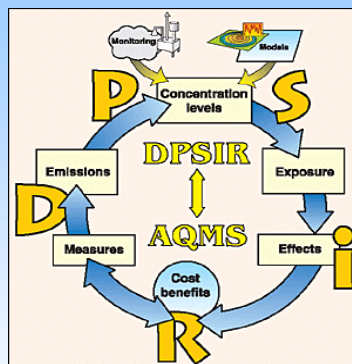 Monitoring
Models
P
Concentration
levels
S
Emissions
DPSIR
Exposure
D
AQMS
Measures
Effects
i
Cost
benefits
R